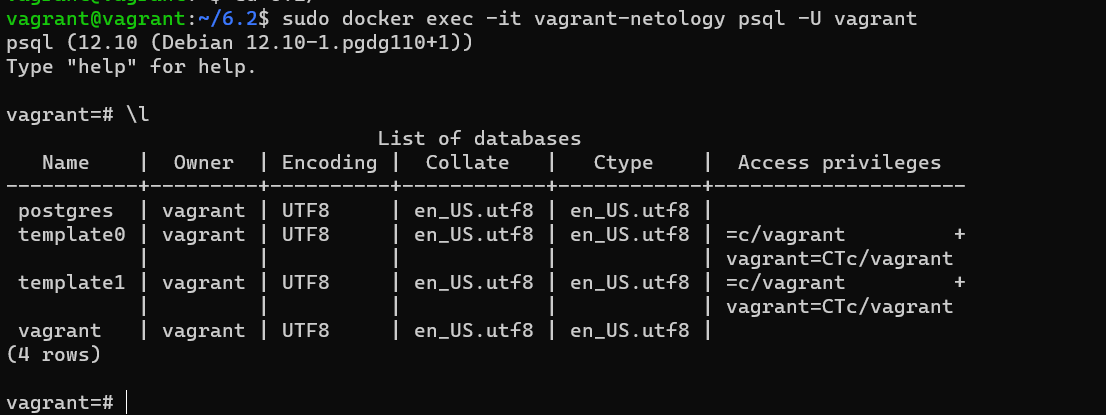 vagrant@vagrant:~/6.2$ sudo docker exec -it vagrant-netology psql -U vagrant
psql (12.10 (Debian 12.10-1.pgdg110+1))
Type "help" for help.

vagrant=# \l
                                  List of databases
   Name    |  Owner  | Encoding |  Collate   |   Ctype    |  Access privileges
-----------+---------+----------+------------+------------+---------------------
 postgres  | vagrant | UTF8     | en_US.utf8 | en_US.utf8 |
 template0 | vagrant | UTF8     | en_US.utf8 | en_US.utf8 | =c/vagrant         +
           |         |          |            |            | vagrant=CTc/vagrant
 template1 | vagrant | UTF8     | en_US.utf8 | en_US.utf8 | =c/vagrant         +
           |         |          |            |            | vagrant=CTc/vagrant
 vagrant   | vagrant | UTF8     | en_US.utf8 | en_US.utf8 |
(4 rows)

vagrant=#